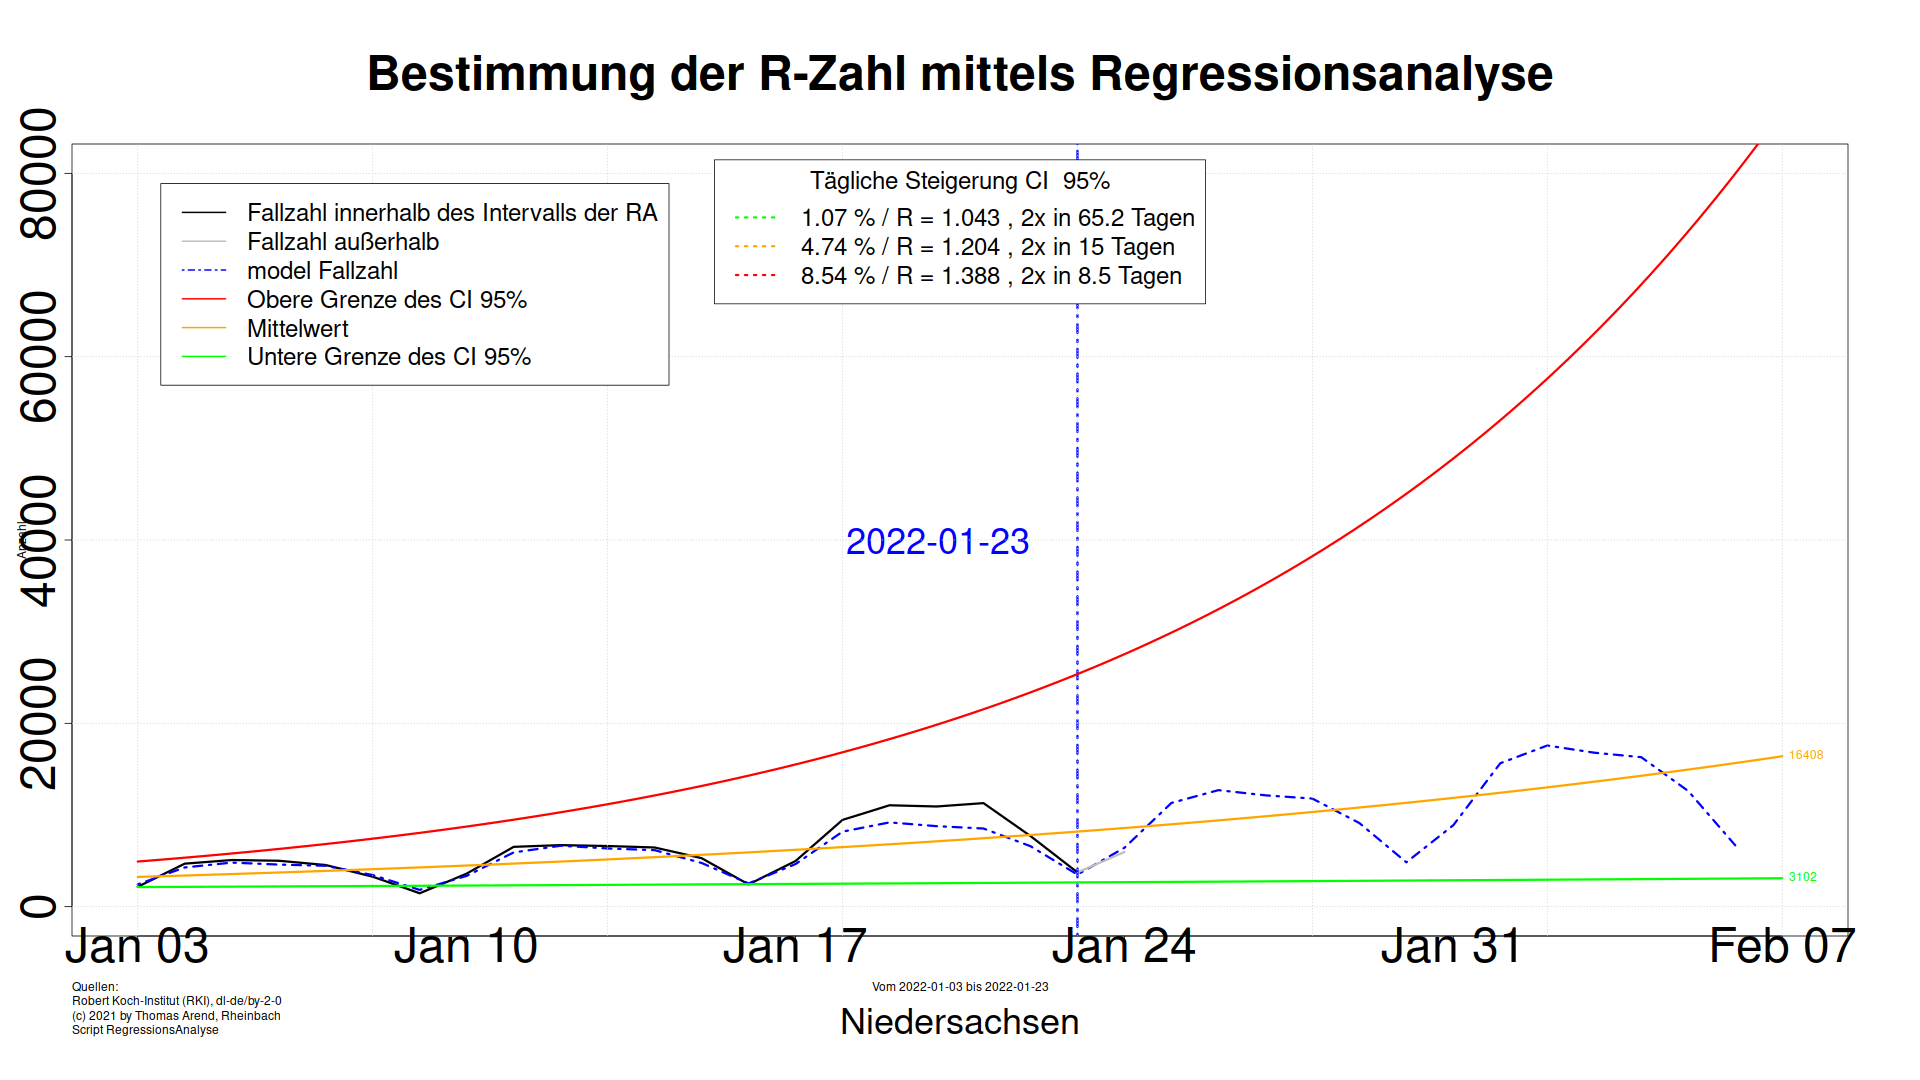 Bestimmung der R-Zahl mittels Regressionsanalyse
80000
60000
40000
20000
0
Anzahl
Fallzahl innerhalb des Intervalls der RA
Fallzahl außerhalb
model Fallzahl
Obere Grenze des CI 95%
Mittelwert
Untere Grenze des CI 95%
Tägliche Steigerung CI  95%
1.07 % / R = 1.043 , 2x in 65.2 Tagen
4.74 % / R = 1.204 , 2x in 15 Tagen
8.54 % / R = 1.388 , 2x in 8.5 Tagen
2022-01-23
16408
3102
Jan 03 Jan 10 Jan 17 Jan 24 Jan 31 Feb 07
Quellen:
Robert Koch-Institut (RKI), dl-de/by-2-0
(c) 2021 by Thomas Arend, Rheinbach
Script RegressionsAnalyse
Vom 2022-01-03 bis 2022-01-23
Niedersachsen